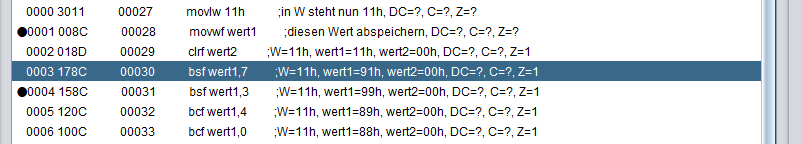 0000 3011 00027 movlw 11h ;in W steht nun 11h, DC=?, C=?, Z=?
0001 008C 00028 movwf wert1 ;diesen Wert abspeichern, DC=?, C=?, Z=?
0002 018D 00029 clrf wert2 ;W=11h, wert1=11h, wert2=00h, DC=?, C=?, Z=1
0003 178C 00030 bsf wert1,7 ;W=11h, wert1=91h, wert2=00h, DC=?, C=?, Z=1
0004 158C 00031 bsf wert1,3 ;W=11h, wert1=99h, wert2=00h, DC=?, C=?, Z=1
0005 120C 00032 bcf wert1,4 ;W=11h, wert1=89h, wert2=00h, DC=?, C=?, Z=1
0006 100C 00033 bcf wert1,0 ;W=11h, wert1=88h, wert2=00h, DC=?, C=?, Z=1